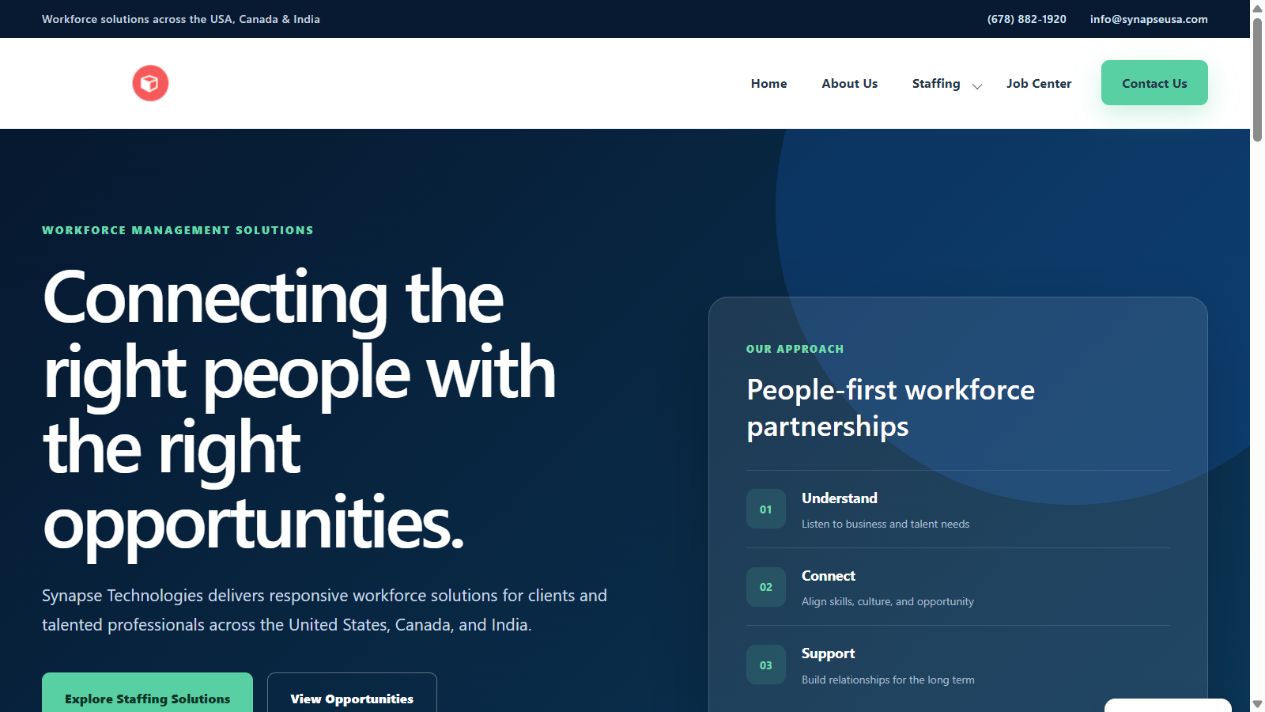 Workforce solutions across the USA, Canada & India
(678) 882-1920
info@synapseusa.com
Home
About Us
Staffing
Job Center
Contact Us
WORKFORCE MANAGEMENT SOLUTIONS
Connecting the
right people with
the right
opportunities.
Synapse Technologies delivers responsive workforce solutions for clients and
talented professionals across the United States, Canada, and India.
Explore Staffing Solutions
View Opportunities
OUR APPROACH
People-first workforce
partnerships
01
Understand
Listen to business and talent needs
02
Connect
Align skills, culture, and opportunity
03
Support
Build relationships for the long term